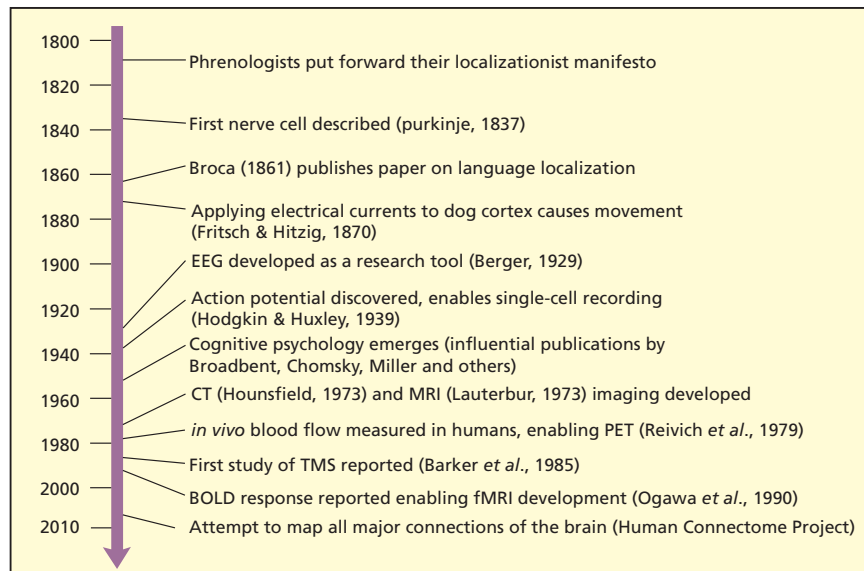 1800
Phrenologists put forward their localizationist manifesto
1820
First nerve cell described (purkinje, 1837)
1840
Broca (1861) publishes paper on language localization
1860
Applying electrical currents to dog cortex causes movement
1880
(Fritsch & Hitzig, 1870)
EEG developed as a research tool (Berger, 1929)
1900
Action potential discovered, enables single-cell recording
1920
(Hodgkin & Huxley, 1939)
Cognitive psychology emerges (influential publications by
1940
Broadbent, Chomsky, Miller and others)
CT (Hounsfield, 1973) and MRI (Lauterbur, 1973) imaging developed
1960
in vivo blood flow measured in humans, enabling PET (Reivich et al., 1979)
1980
First study of TMS reported (Barker et al., 1985)
2000
BOLD response reported enabling fMRI development (Ogawa et al., 1990)
2010
Attempt to map all major connections of the brain (Human Connectome Project)